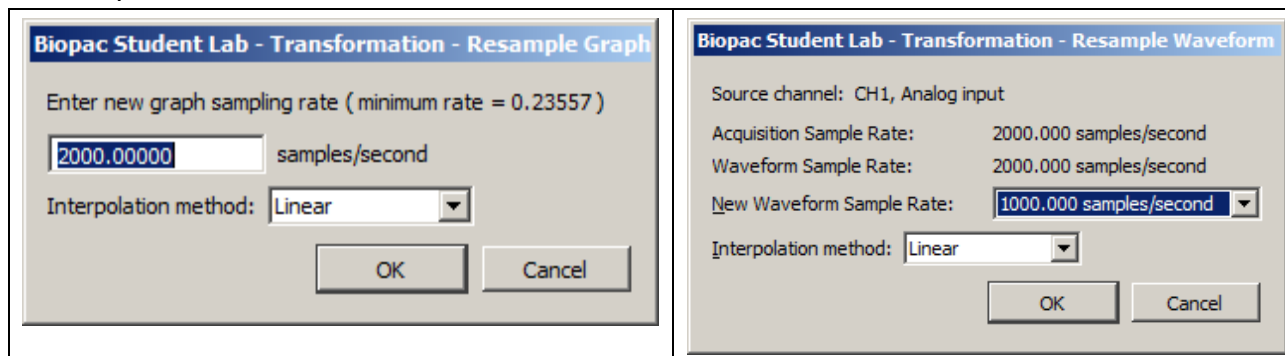 Biopac Student Lab - Transformation - Resample Graph
Enter new graph sampling rate ( minimum rate = 0.23557 )
2000.00000 samples/second
Interpolation method: Linear
OK Cancel
Biopac Student Lab - Transformation - Resample Waveform
Source channel: CH1, Analog input
Acquisition Sample Rate: 2000.000 samples/second
Waveform Sample Rate: 2000.000 samples/second
New Waveform Sample Rate: 1000.000 samples/second
Interpolation method: Linear
OK Cancel